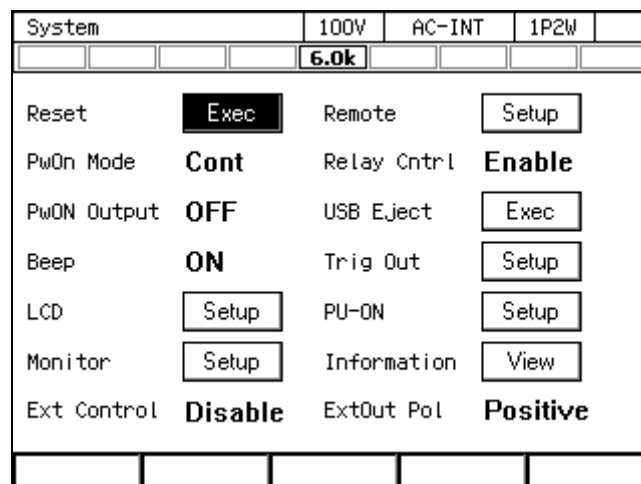 System 100V AC-INT 1P2W
6.0k
Reset Exec Remote Setup
PwOn Mode Cont Relay Cntrl Enable
PwON Output OFF USB Eject Exec
Beep ON Trig Out Setup
LCD Setup PU-ON Setup
Monitor Setup Information View
Ext Control Disable ExtOut Pol Positive